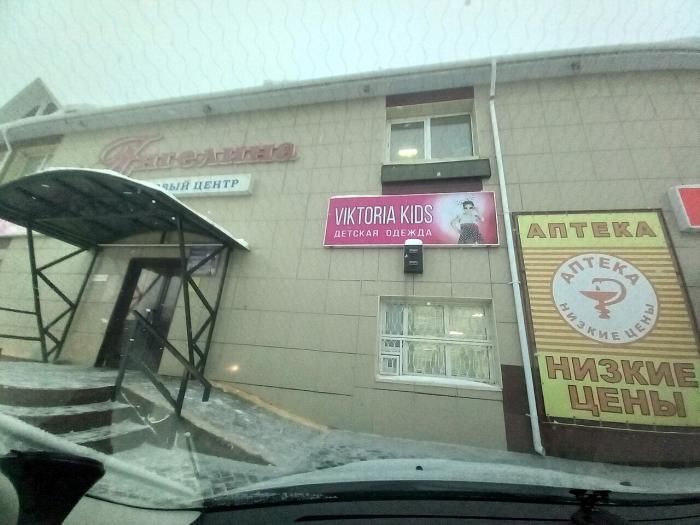 Ангелина
ВЫЙ ЦЕНТР
VIKTORIA KIDS
ДЕТСКАЯ ОДЕЖДА
АПТЕКА
АПТЕКА
НИЗКИЕ ЦЕНЫ
НИЗКИЕ
ЦЕНЫ